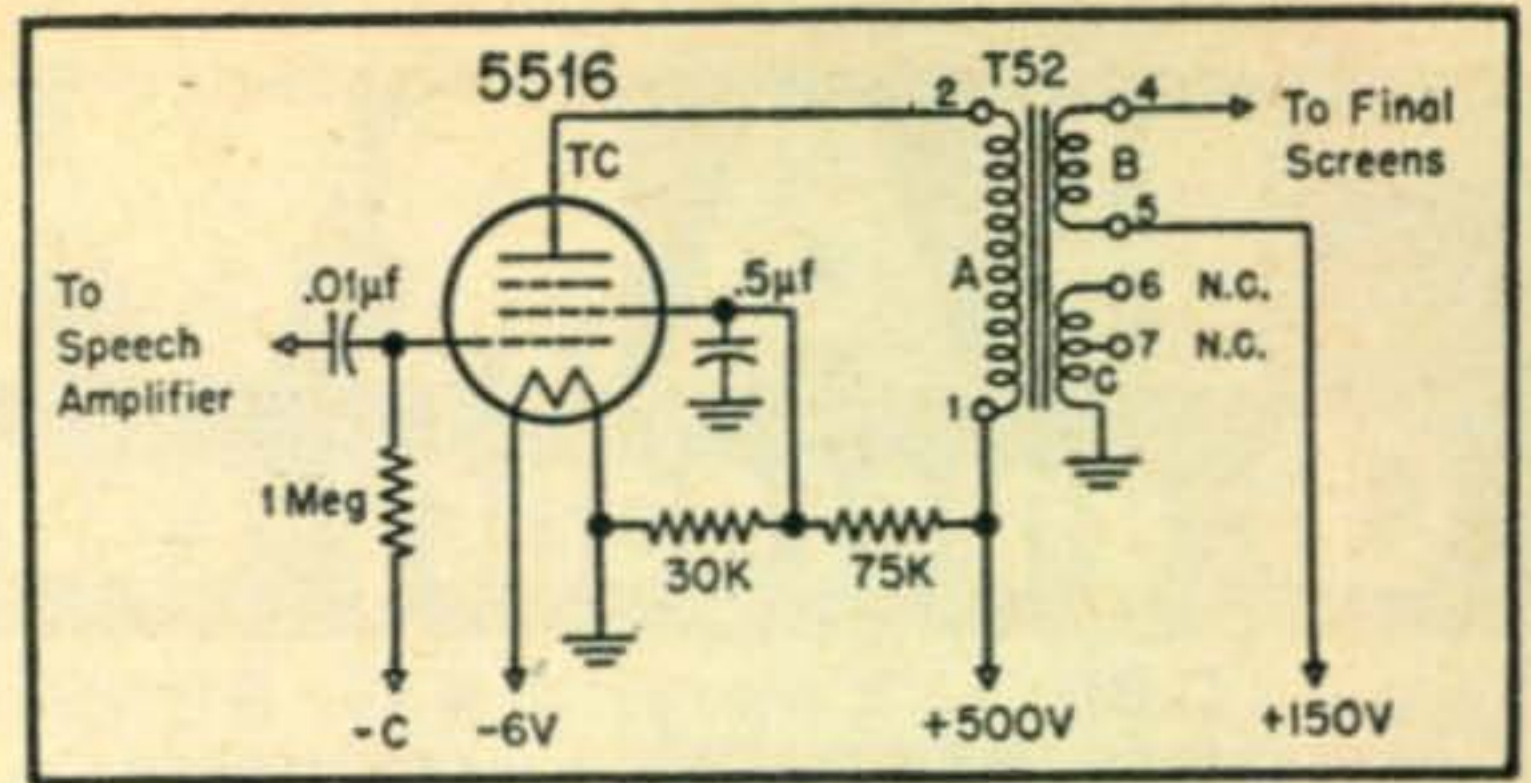 5516
T52
2
4
To Final
Screens
TC
B
5
To
Speech
Amplifier
.01µf
.5µf
A
6 N.C.
7 N.C.
C
1
1 Meg
30K
75K
-C
-6V
+500V
+150V